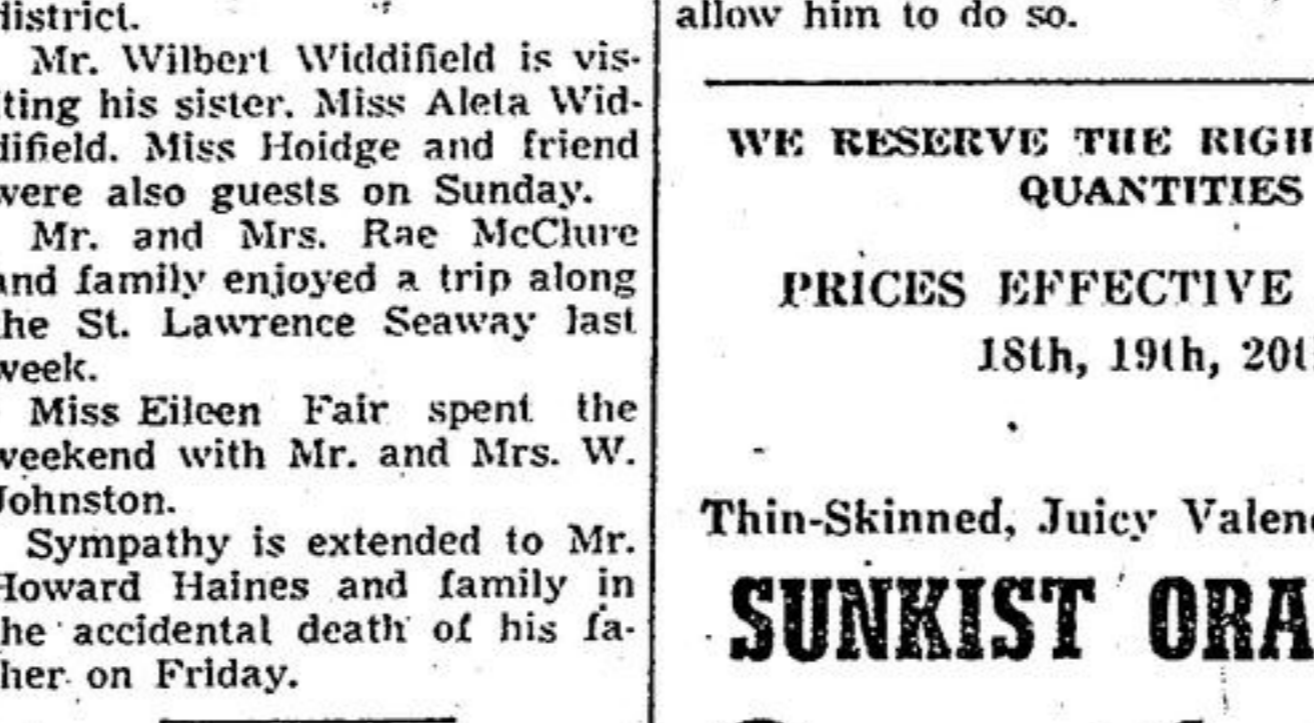 district.
Mr. Wilbert Widdifield is vis-
iting his sister. Miss Aleta Wid-
difield. Miss Hoidge and friend
were also guests on Sunday.
Mr. and Mrs. Rae McClure
and family enjoyed a trip along
the St. Lawrence Seaway last
week.
Miss Eileen Fair spent the
weekend with Mr. and Mrs. W.
Johnston.
Sympathy is extended to Mr.
Howard Haines and family in
the accidental death of his fa-
ther on Friday.
allow him to do so.
WE RESERVE THE RIGH
QUANTITIES
PRICES EFFECTIVE
18th, 19th, 20t
Thin-Skinned, Juicy Valen
SUNKIST ORA